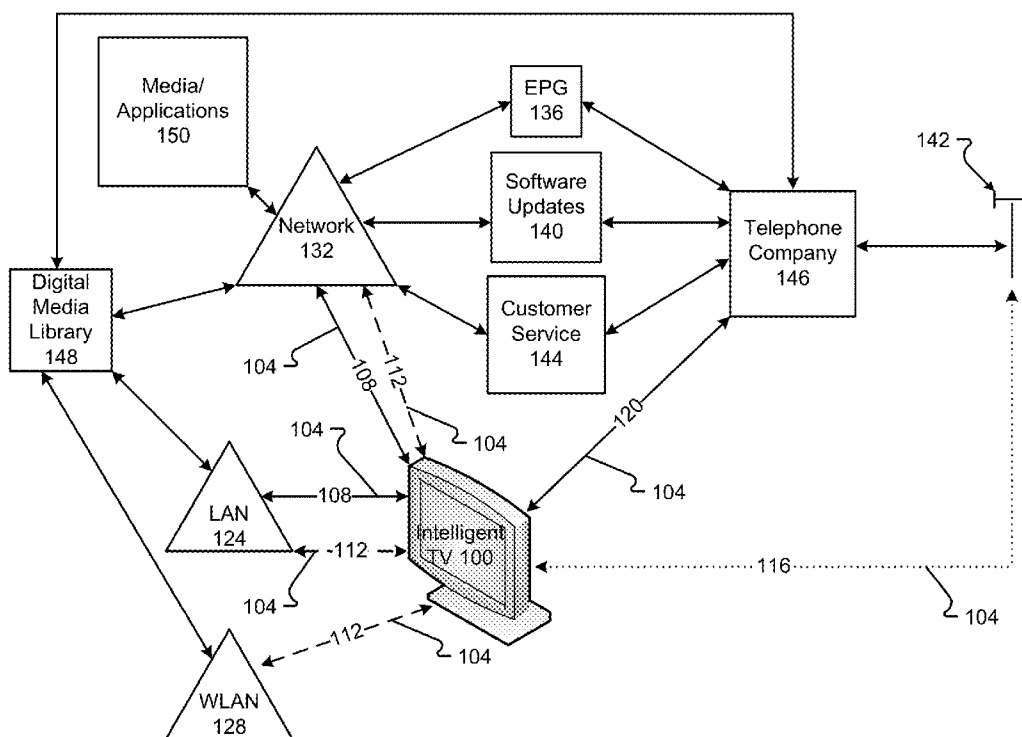 Media/
Applications
150
EPG
136
142
Software
Updates
140
Network
132
Telephone
Company
146
Digital
Media
Library
148
Customer
Service
144
104
108
112
120
104
104
104
108
LAN
124
Intelligent
TV 100
112
116
104
104
112
104
WLAN
128